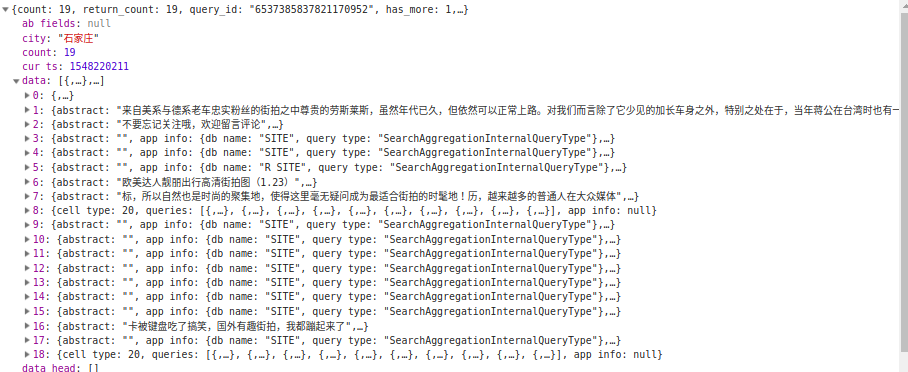 {count: 19, return_count: 19, query_id: "6537385837821170952", has_more: 1,…}
ab fields: null
city: "石家庄"
count: 19
cur ts: 1548220211
data: [{,…},…]
0: {,…}
1: {abstract: "来自美系与德系老车忠实粉丝的街拍之中尊贵的劳斯莱斯，虽然年代已久，但依然可以正常上路。对我们而言除了它少见的加长车身之外，特别之处在于，当年蒋公在台湾时也有一
2: {abstract: "不要忘记关注哦，欢迎留言评论",…}
3: {abstract: "", app info: {db name: "SITE", query type: "SearchAggregationInternalQueryType"},…}
4: {abstract: "", app info: {db name: "SITE", query type: "SearchAggregationInternalQueryType"},…}
5: {abstract: "", app info: {db name: "R SITE", query type: "SearchAggregationInternalQueryType"},…}
6: {abstract: "欧美达人靓丽出行高清街拍图（1.23）",…}
7: {abstract: "标，所以自然也是时尚的聚集地，使得这里毫无疑问成为最适合街拍的时髦地！历，越来越多的普通人在大众媒体",…}
8: {cell type: 20, queries: [{,…}, {,…}, {,…}, {,…}, {,…}, {,…}, {,…}, {,…}, {,…}, {,…}], app info: null}
9: {abstract: "", app info: {db name: "SITE", query type: "SearchAggregationInternalQueryType"},…}
10: {abstract: "", app info: {db name: "SITE", query type: "SearchAggregationInternalQueryType"},…}
11: {abstract: "", app info: {db name: "SITE", query type: "SearchAggregationInternalQueryType"},…}
12: {abstract: "", app info: {db name: "SITE", query type: "SearchAggregationInternalQueryType"},…}
13: {abstract: "", app info: {db name: "SITE", query type: "SearchAggregationInternalQueryType"},…}
14: {abstract: "", app info: {db name: "SITE", query type: "SearchAggregationInternalQueryType"},…}
15: {abstract: "", app info: {db name: "SITE", query type: "SearchAggregationInternalQueryType"},…}
16: {abstract: "卡被键盘吃了搞笑，国外有趣街拍，我都蹦起来了",…}
17: {abstract: "", app info: {db name: "SITE", query type: "SearchAggregationInternalQueryType"},…}
18: {cell type: 20, queries: [{,…}, {,…}, {,…}, {,…}, {,…}, {,…}, {,…}, {,…}, {,…}, {,…}], app info: null}
data head: []